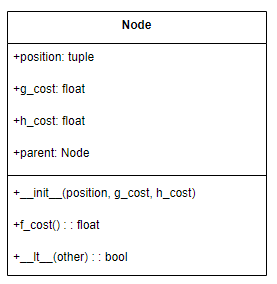 Node
+position: tuple
+g_cost: float
+h_cost: float
+parent: Node
+__init__(position, g_cost, h_cost)
+f_cost() : : float
+__lt__(other) : : bool